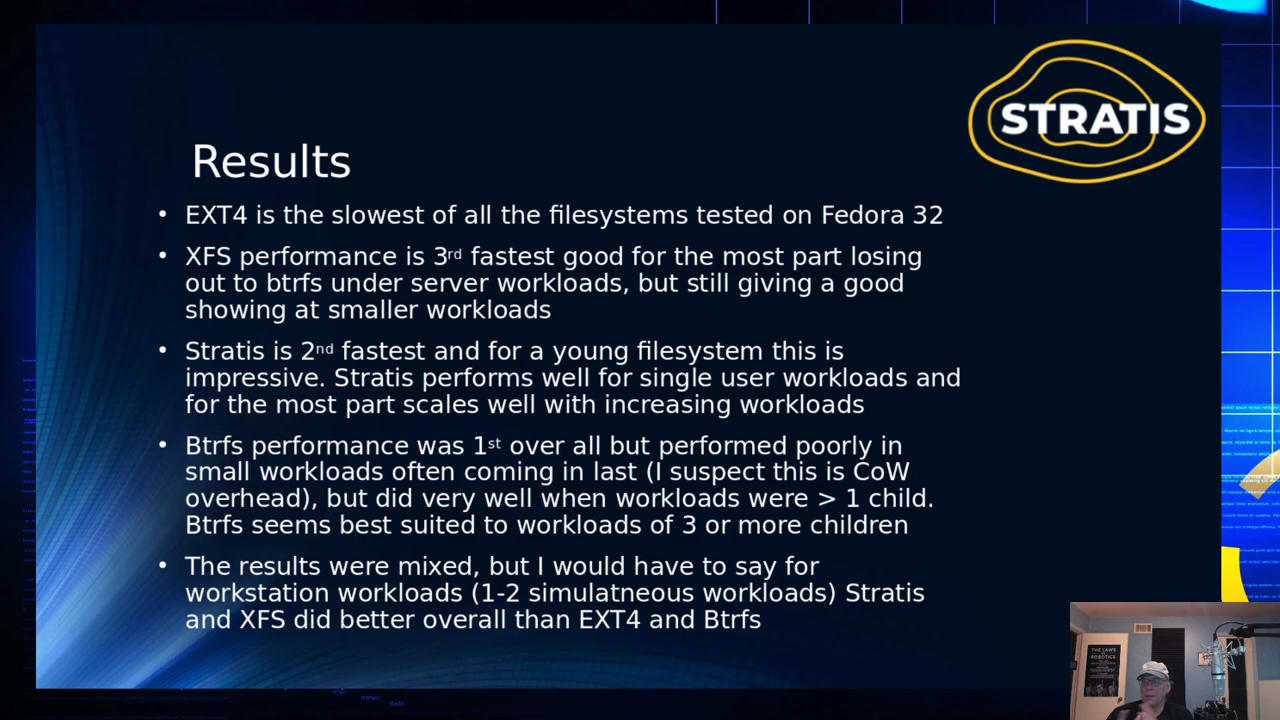 STRATIS
Results
• EXT4 is the slowest of all the filesystems tested on Fedora 32
• XFS performance is 3rd fastest good for the most part losing
out to btrfs under server workloads, but still giving a good
showing at smaller workloads
• Stratis is 2nd fastest and for a young filesystem this is
impressive. Stratis performs well for single user workloads and
for the most part scales well with increasing workloads
• Btrfs performance was 1st over all but performed poorly in
small workloads often coming in last (I suspect this is CoW
overhead), but did very well when workloads were > 1 child.
Btrfs seems best suited to workloads of 3 or more children
• The results were mixed, but I would have to say for
workstation workloads (1-2 simulatneous workloads) Stratis
and XFS did better overall than EXT4 and Btrfs
THE LAWS
ROBOTICS